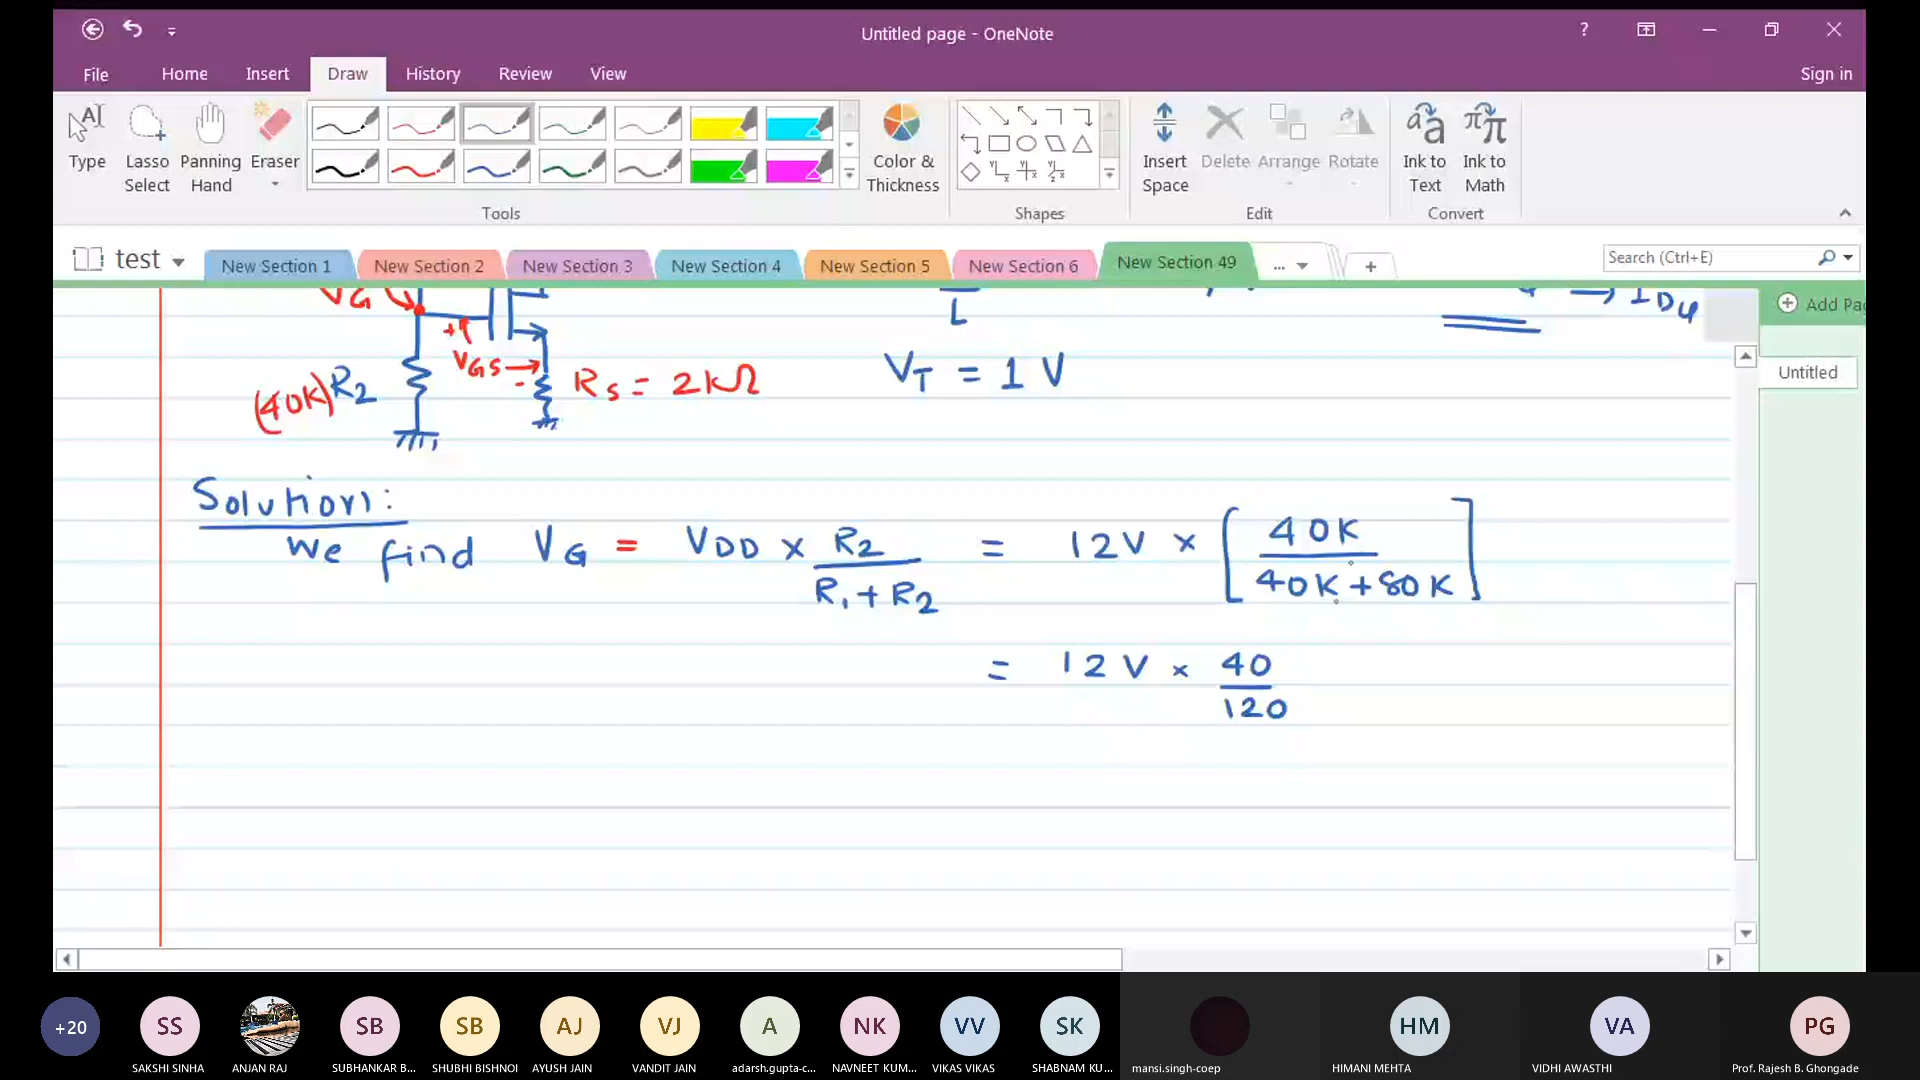 Untitled page - OneNote
?
File Home Insert Draw History Review View Sign in
Type Lasso Select Panning Hand Eraser Color & Thickness Insert Space Delete Arrange Rotate Ink to Text Ink to Math
Tools Shapes Edit Convert
test New Section 1 New Section 2 New Section 3 New Section 4 New Section 5 New Section 6 New Section 49 ... + Search (Ctrl+E)
Add Pag
Untitled
VG
L
→ IDQ
+
VGS →
-
RS = 2KΩ
VT = 1 V
(40K) R2
Solution:
We find VG = VDD × R2 / R1 + R2 = 12V × [40K / 40K + 80K]
= 12 V × 40 / 120
+20 SS SB SB AJ VJ A NK VV SK HM VA PG
SAKSHI SINHA ANJAN RAJ SUBHANKAR B... SHUBHI BISHNOI AYUSH JAIN VANDIT JAIN adarsh.gupta-c... NAVNEET KUM... VIKAS VIKAS SHABNAM KU... mansi.singh-coep HIMANI MEHTA VIDHI AWASTHI Prof. Rajesh B. Ghongade